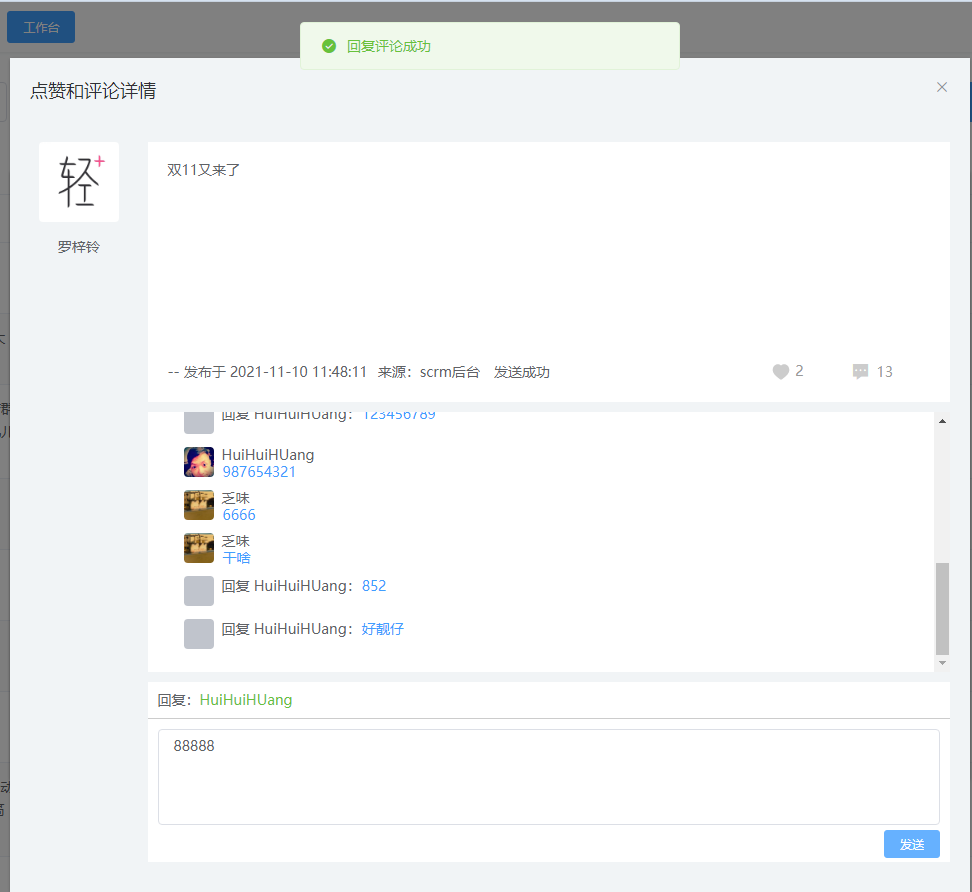 工作台
回复评论成功
点赞和评论详情
轻+
罗梓铃
双11又来了
-- 发布于 2021-11-10 11:48:11 来源：scrm后台 发送成功
2
13
回复 HuiHuiHUang：123456789
HuiHuiHUang
987654321
芝味
6666
芝味
干啥
回复 HuiHuiHUang：852
回复 HuiHuiHUang：好靓仔
回复：HuiHuiHUang
88888
发送